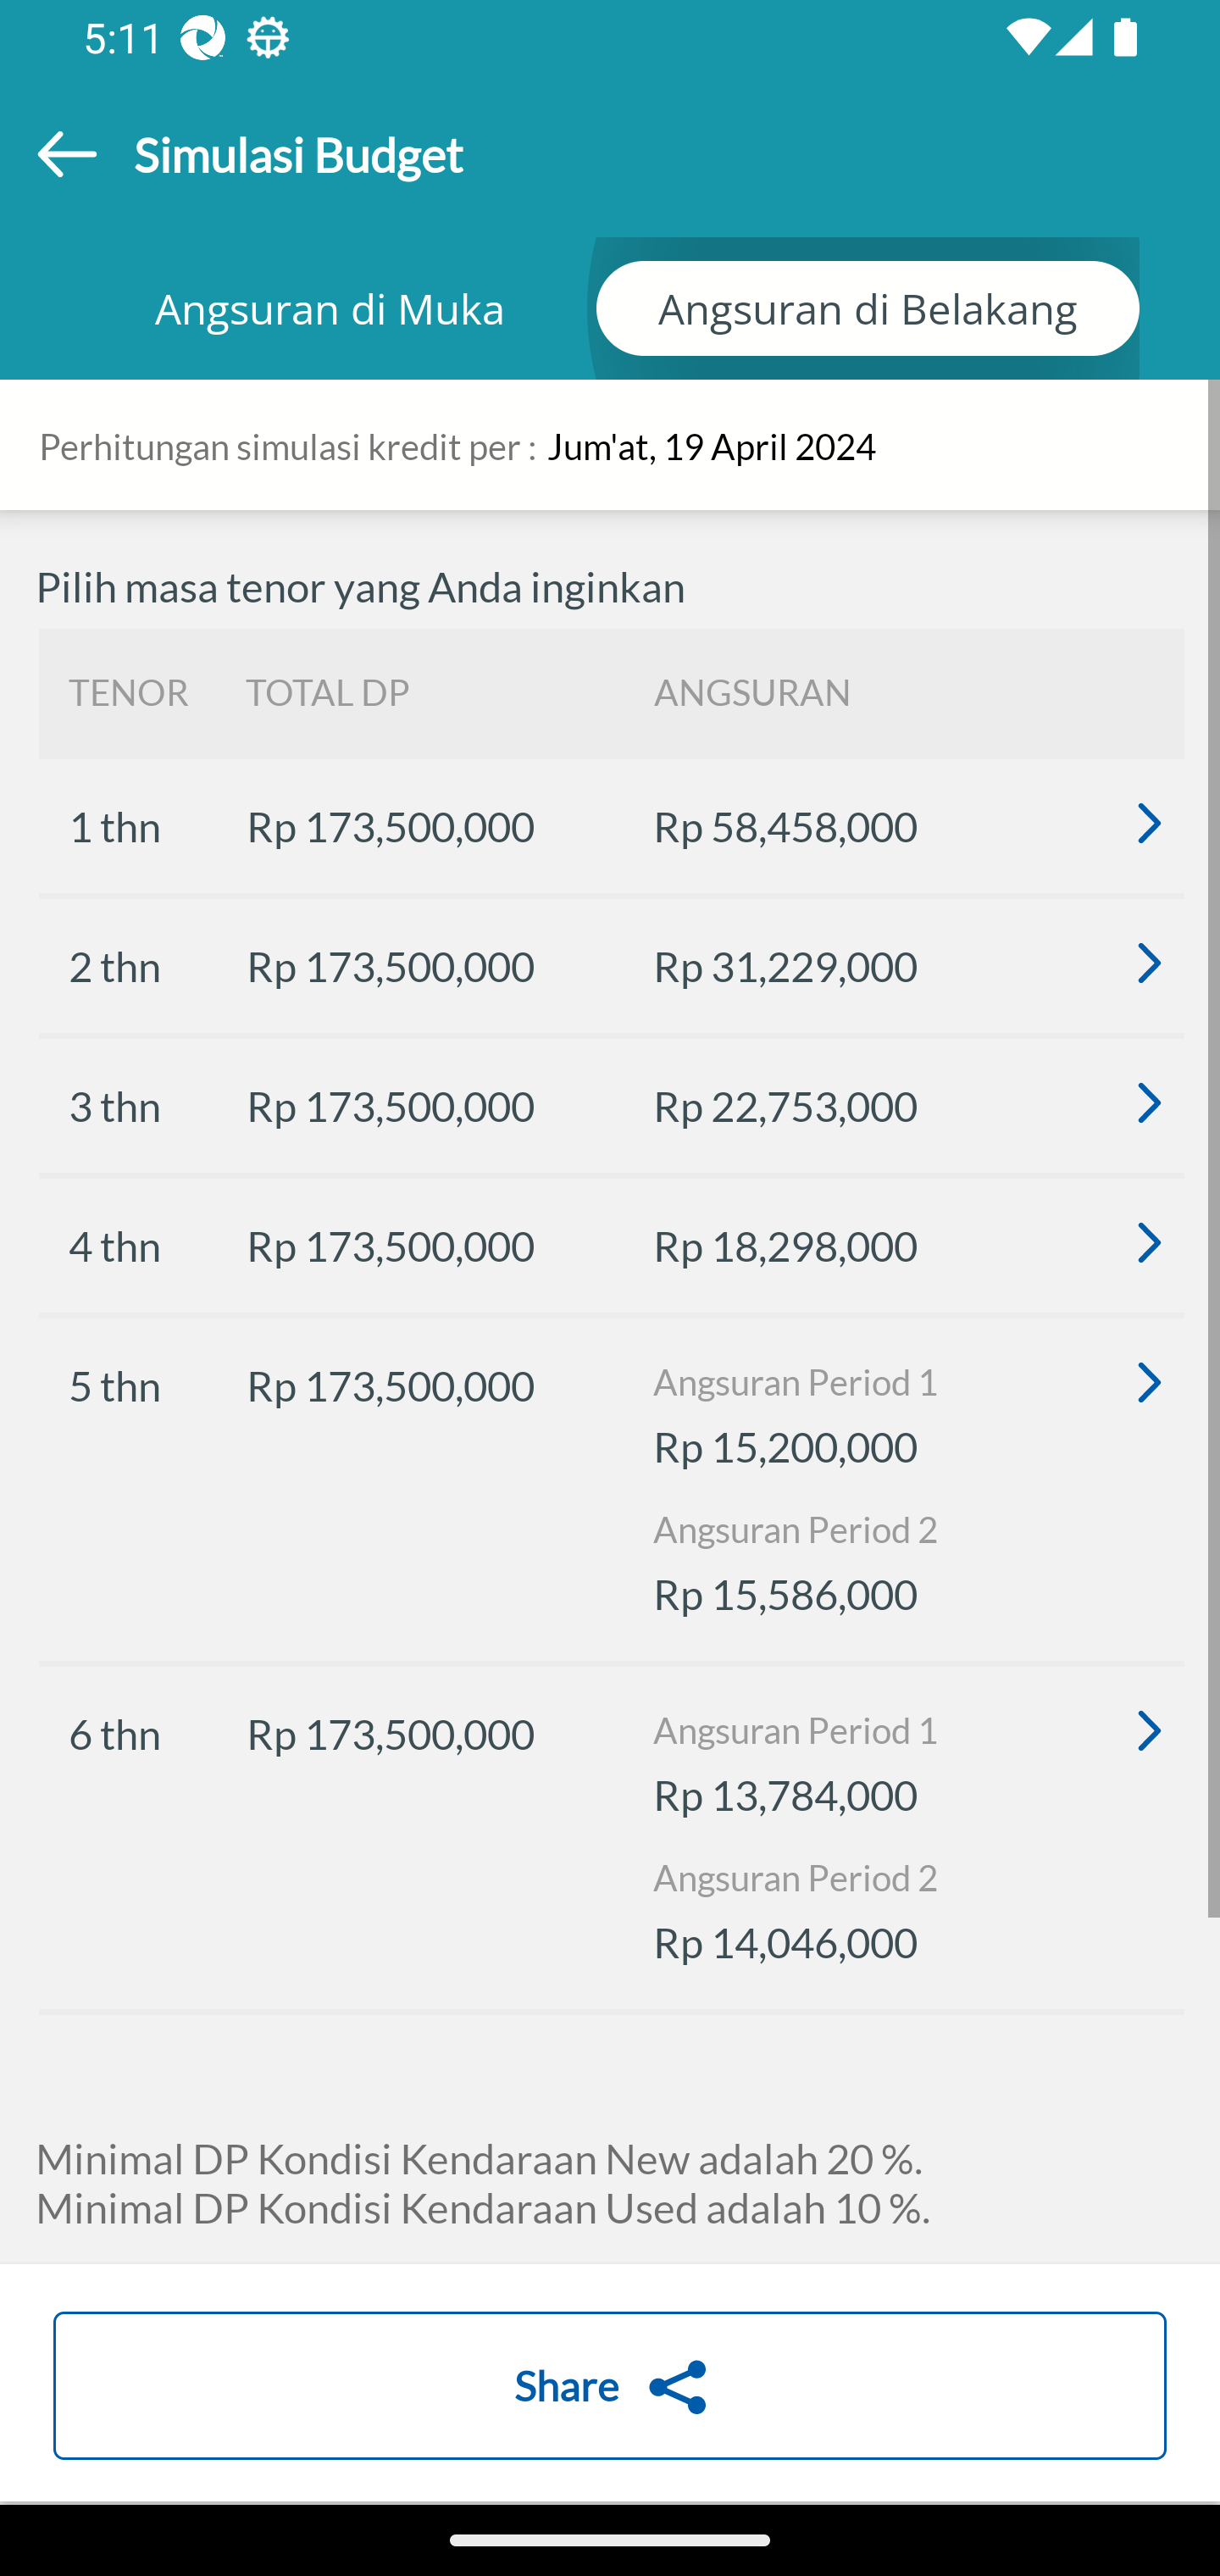 5:11
Simulasi Budget
Angsuran di Muka
Angsuran di Belakang
Perhitungan simulasi kredit per : Jum'at, 19 April 2024
Pilih masa tenor yang Anda inginkan
TENOR TOTAL DP ANGSURAN
1 thn Rp 173,500,000 Rp 58,458,000
2 thn Rp 173,500,000 Rp 31,229,000
3 thn Rp 173,500,000 Rp 22,753,000
4 thn Rp 173,500,000 Rp 18,298,000
5 thn Rp 173,500,000 Angsuran Period 1
Rp 15,200,000
Angsuran Period 2
Rp 15,586,000
6 thn Rp 173,500,000 Angsuran Period 1
Rp 13,784,000
Angsuran Period 2
Rp 14,046,000
Minimal DP Kondisi Kendaraan New adalah 20 %.
Minimal DP Kondisi Kendaraan Used adalah 10 %.
Share